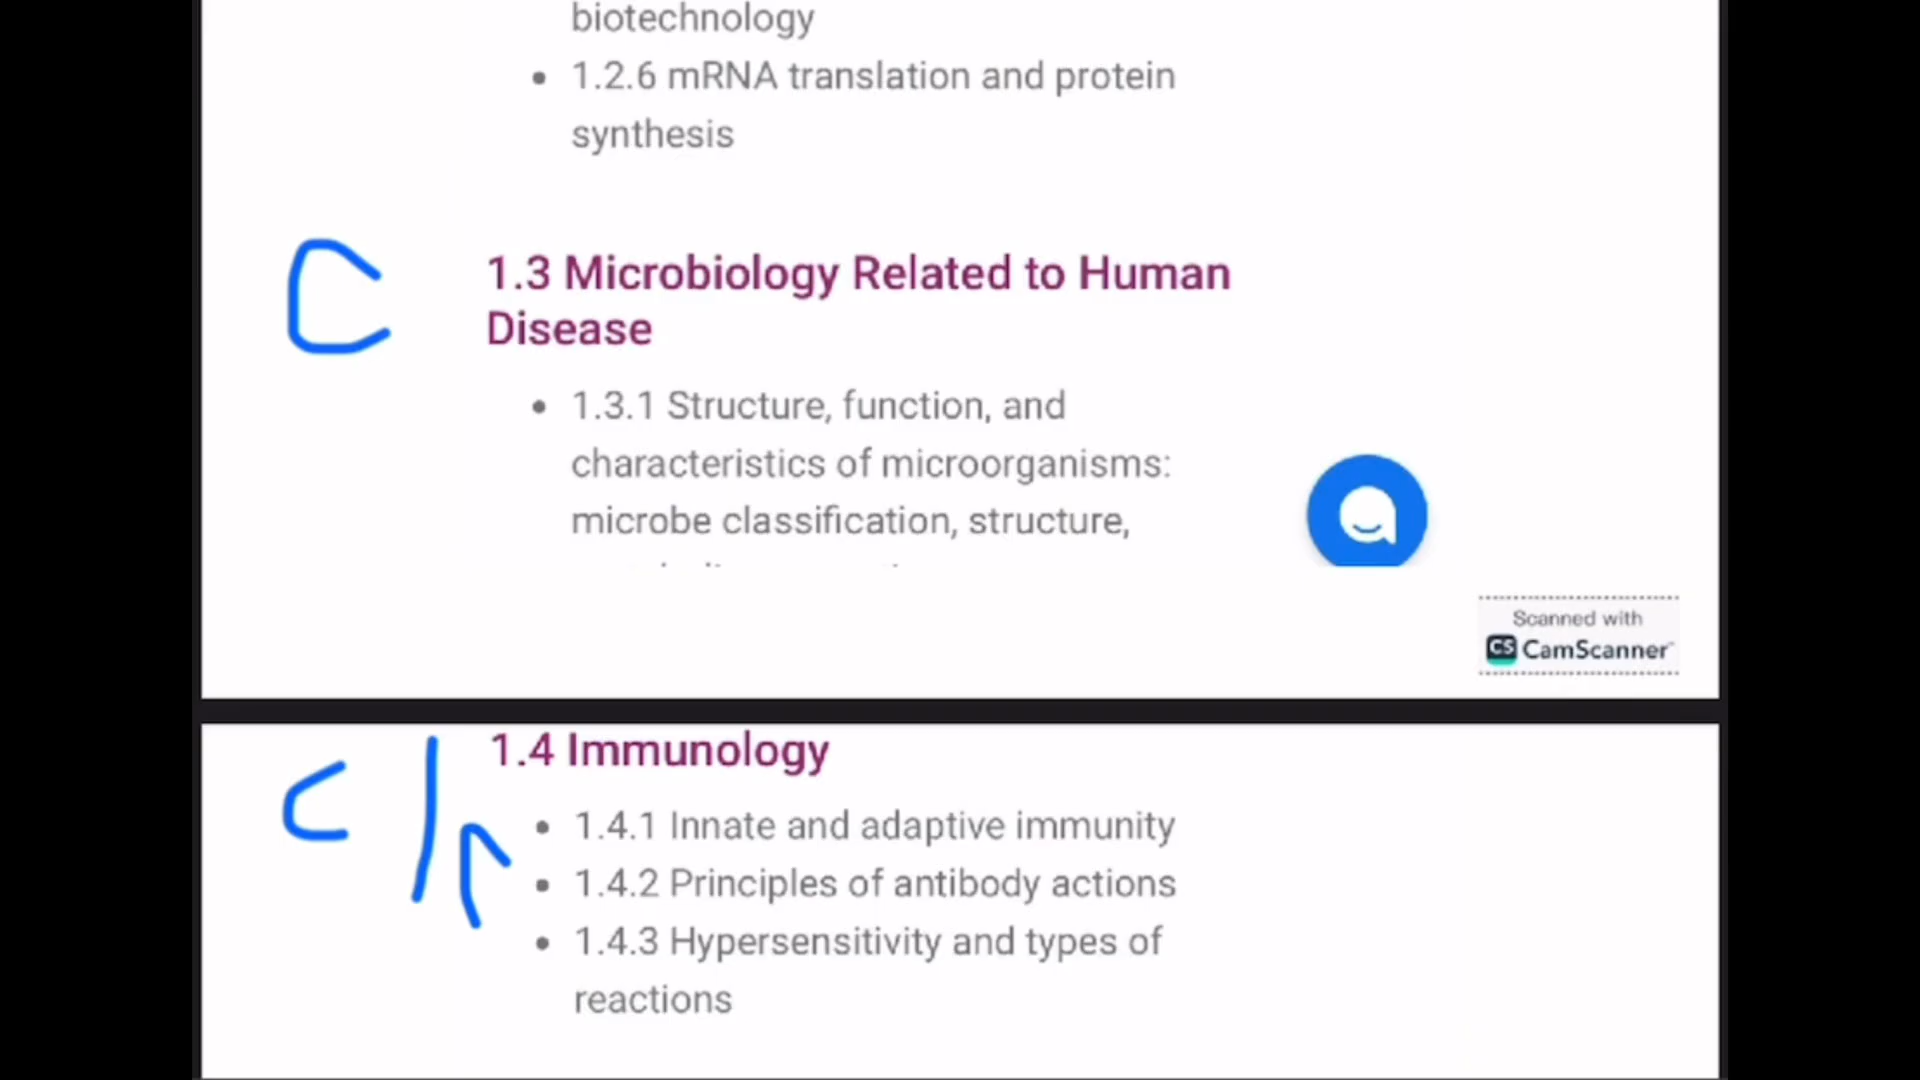 biotechnology
• 1.2.6 mRNA translation and protein
synthesis
C
1.3 Microbiology Related to Human
Disease
• 1.3.1 Structure, function, and
characteristics of microorganisms:
microbe classification, structure,
Scanned with
CS CamScanner
1.4 Immunology
C/r
• 1.4.1 Innate and adaptive immunity
• 1.4.2 Principles of antibody actions
• 1.4.3 Hypersensitivity and types of
reactions